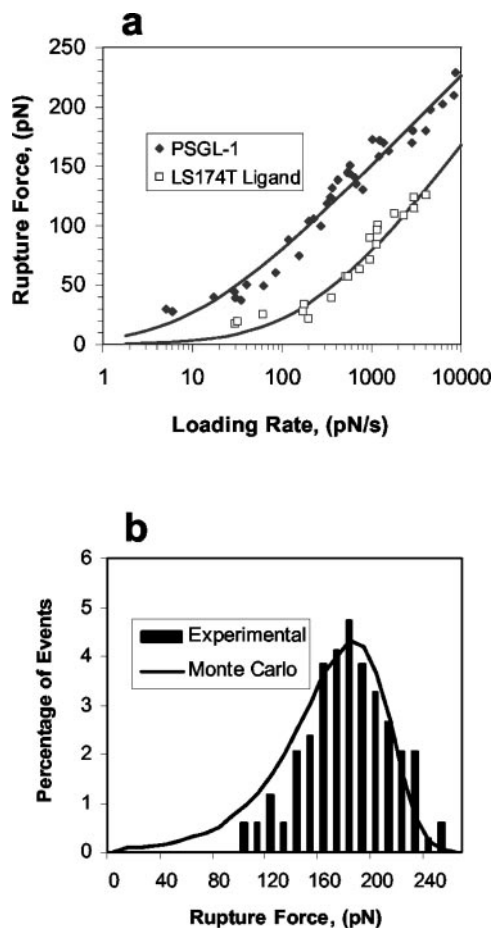 a
Rupture Force, (pN)
250
200
150
100
50
0
PSGL-1
LS174T Ligand
1 10 100 1000 10000
Loading Rate, (pN/s)
b
Percentage of Events
6
5
4
3
2
1
0
Experimental
Monte Carlo
0 40 80 120 160 200 240
Rupture Force, (pN)